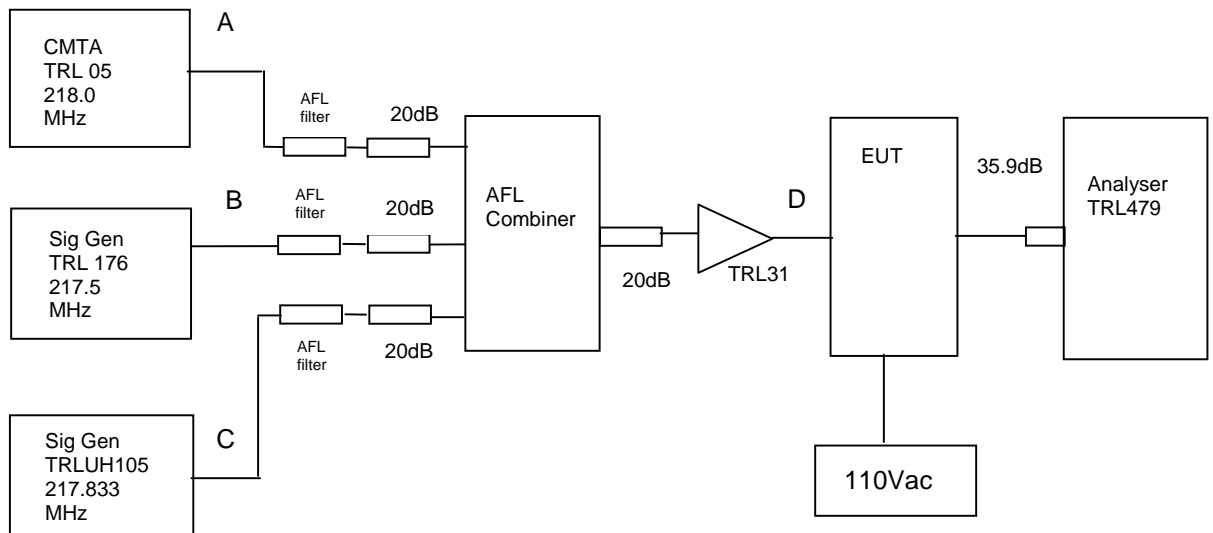 A
CMTA
TRL 05
218.0
MHz
AFL
filter
20dB
B
Sig Gen
TRL 176
217.5
MHz
AFL
filter
20dB
C
Sig Gen
TRLUH105
217.833
MHz
AFL
filter
20dB
AFL
Combiner
20dB
TRL31
D
EUT
35.9dB
Analyser
TRL479
110Vac